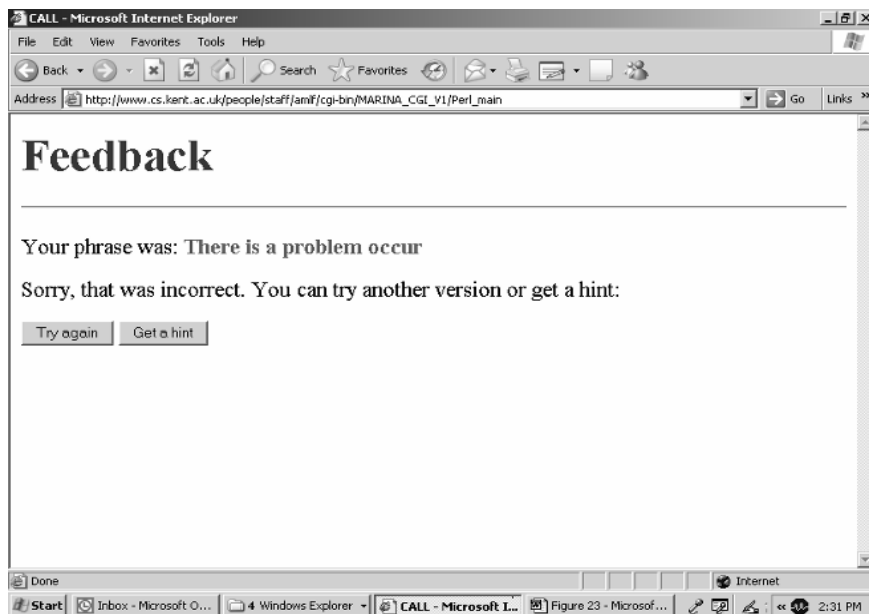 CALL - Microsoft Internet Explorer
File Edit View Favorites Tools Help
Back Search Favorites
Address http://www.cs.kent.ac.uk/people/staff/amif/cgi-bin/MARINA_CGI_V1/Perl_main Go Links »
Feedback
Your phrase was: There is a problem occur
Sorry, that was incorrect. You can try another version or get a hint:
Try again Get a hint
Done Internet
Start Inbox - Microsoft O... 4 Windows Explorer CALL - Microsoft I... Figure 23 - Microsof... « 2:31 PM